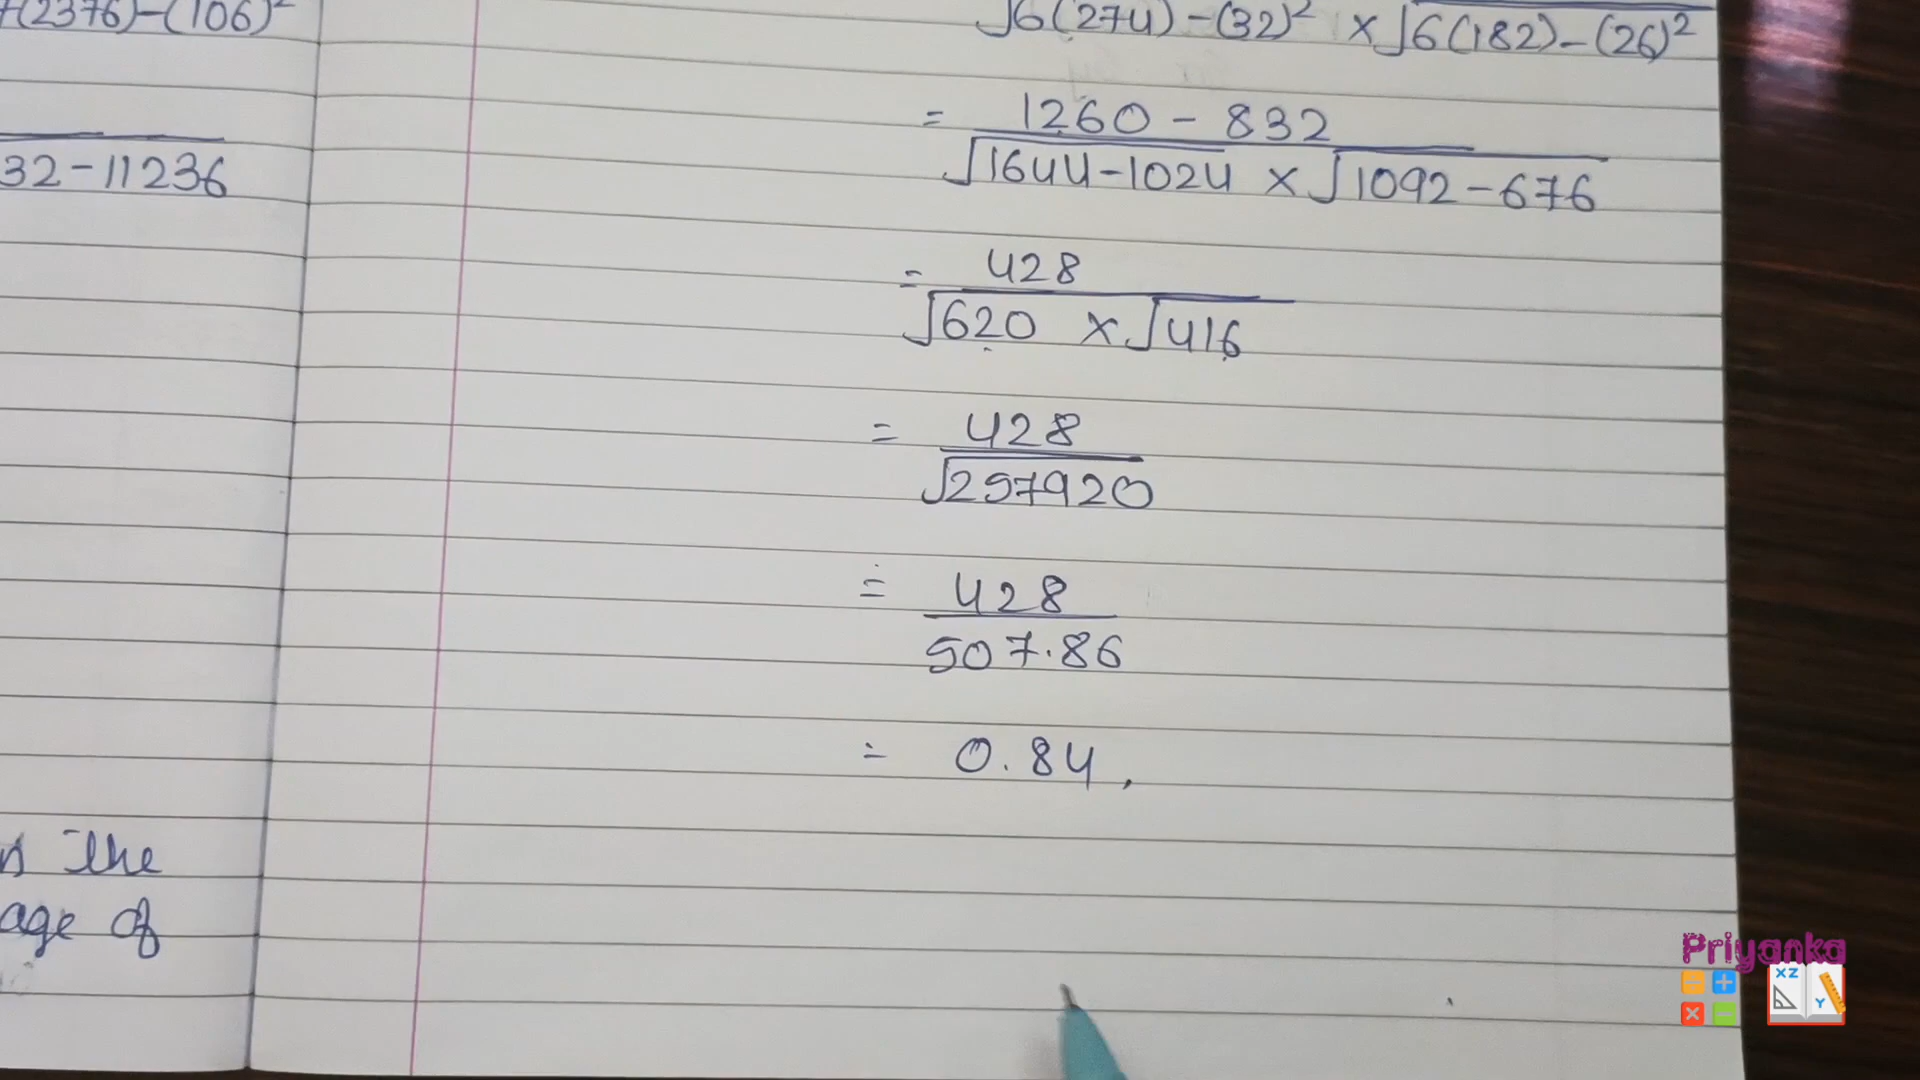 +(2376)-(106)²
32-11236
n the
age of
√6(274)-(32)² × √6(182)-(26)²
= 1260 - 832
√1644-1024 × √1092-676
= 428
√620 × √416
= 428
√257920
= 428
507.86
= 0.84,
Priyanka
XZ
Y